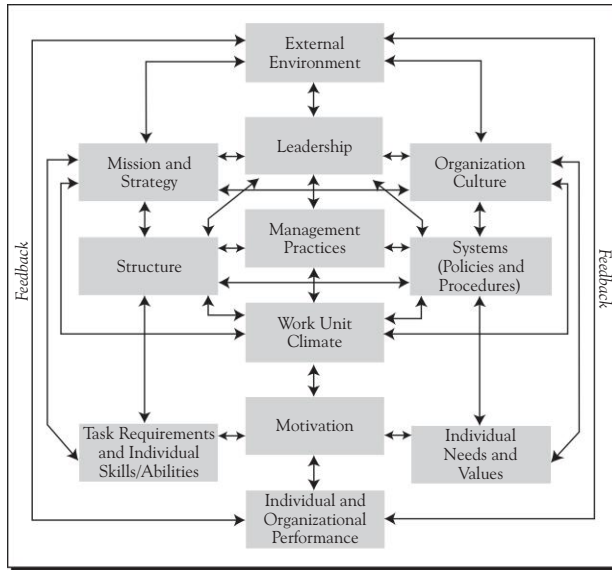 External
Environment
Leadership
Mission and
Strategy
Organization
Culture
Management
Practices
Structure
Systems
(Policies and
Procedures)
Feedback
Feedback
Work Unit
Climate
Task Requirements
and Individual
Skills/Abilities
Motivation
Individual
Needs and
Values
Individual and
Organizational
Performance